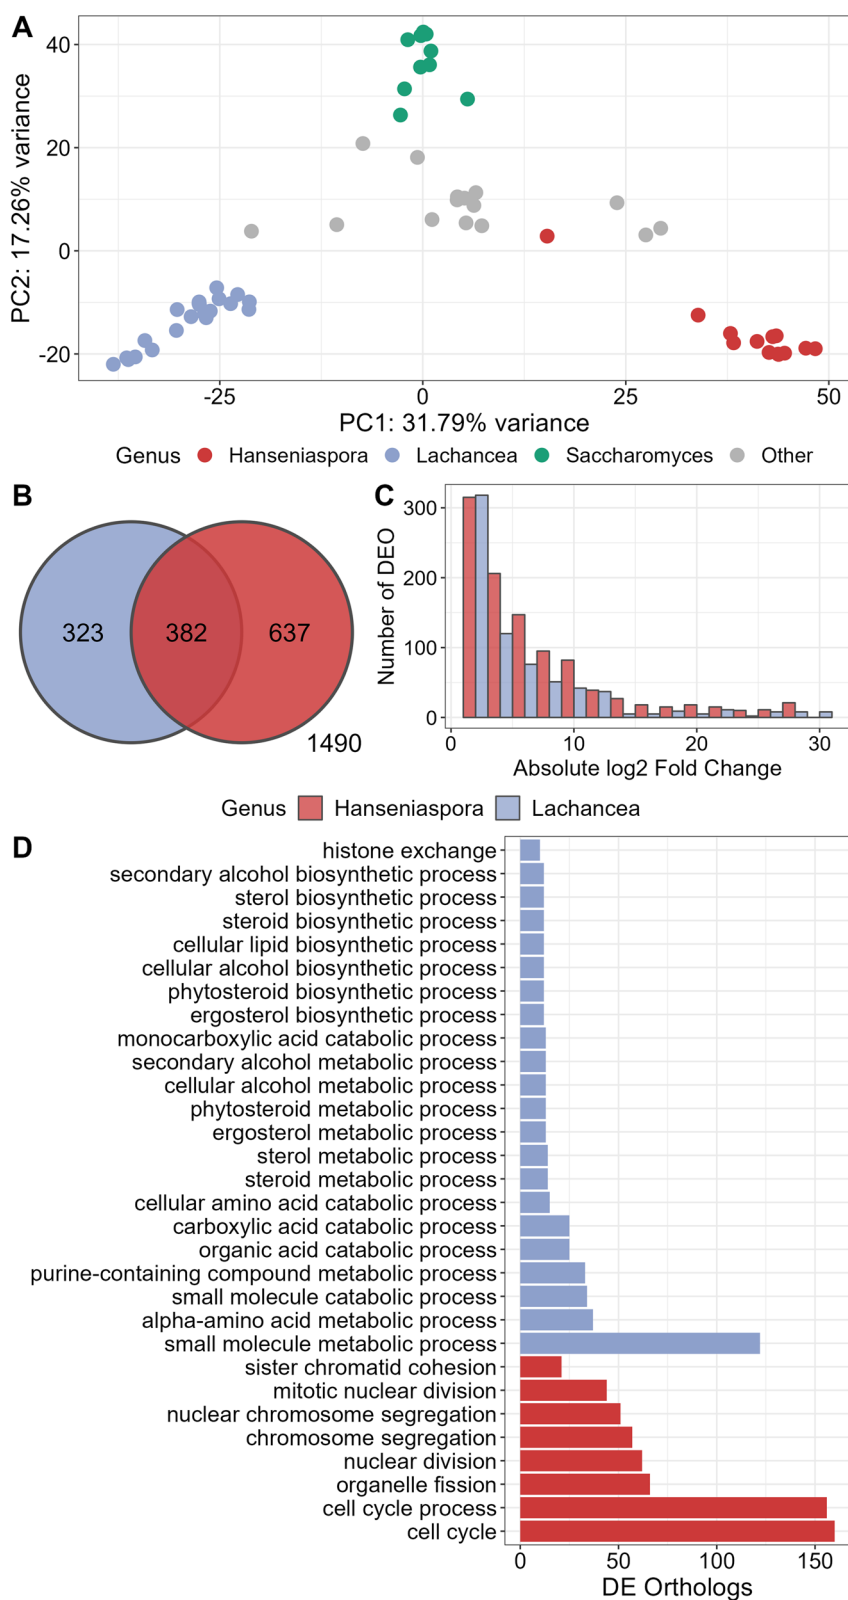 A
PC2: 17.26% variance
40
20
0
-20
-25
0
25
50
PC1: 31.79% variance
Genus Hanseniaspora Lachancea Saccharomyces Other
B
323
382
637
1490
C
Number of DEO
300
200
100
0
0
10
20
30
Absolute log2 Fold Change
Genus Hanseniaspora Lachancea
D
histone exchange
secondary alcohol biosynthetic process
sterol biosynthetic process
steroid biosynthetic process
cellular lipid biosynthetic process
cellular alcohol biosynthetic process
phytosteroid biosynthetic process
ergosterol biosynthetic process
monocarboxylic acid catabolic process
secondary alcohol metabolic process
cellular alcohol metabolic process
phytosteroid metabolic process
ergosterol metabolic process
sterol metabolic process
steroid metabolic process
cellular amino acid catabolic process
carboxylic acid catabolic process
organic acid catabolic process
purine-containing compound metabolic process
small molecule catabolic process
alpha-amino acid metabolic process
small molecule metabolic process
sister chromatid cohesion
mitotic nuclear division
nuclear chromosome segregation
chromosome segregation
nuclear division
organelle fission
cell cycle process
cell cycle
0
50
100
150
DE Orthologs